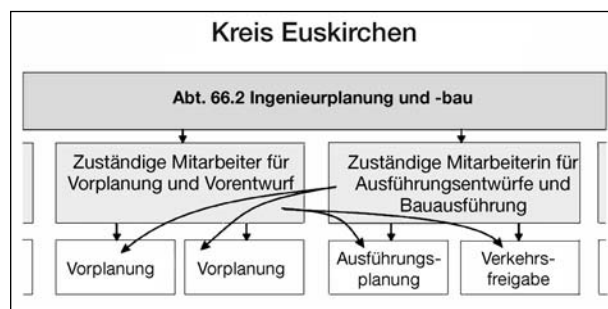 Kreis Euskirchen
Abt. 66.2 Ingenieurplanung und -bau
Zuständige Mitarbeiter für
Vorplanung und Vorentwurf
Zuständige Mitarbeiterin für
Ausführungsentwürfe und
Bauausführung
Vorplanung
Vorplanung
Ausführungs-
planung
Verkehrs-
freigabe